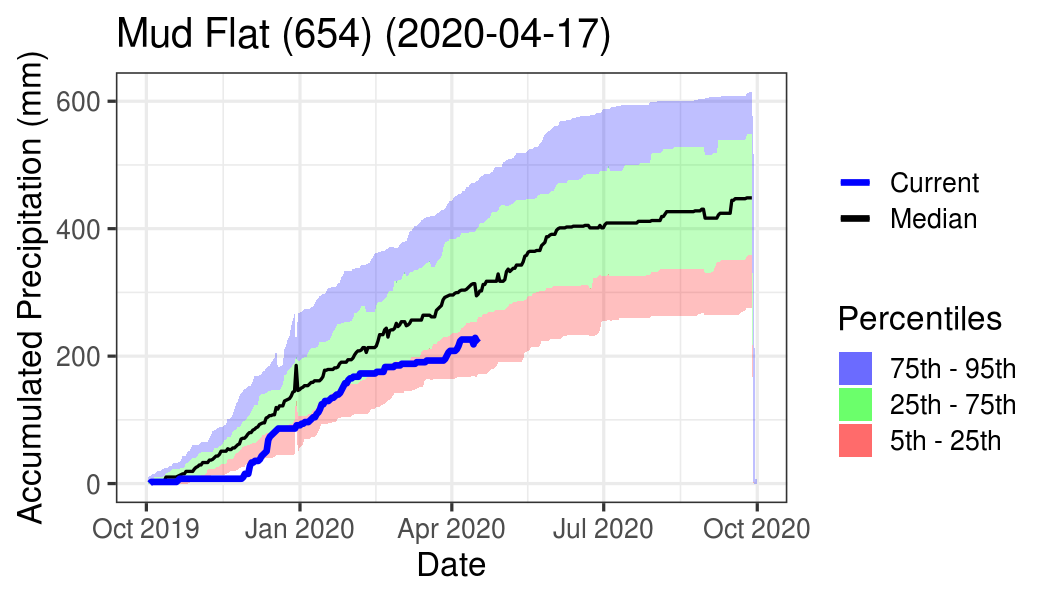 Mud Flat (654) (2020-04-17)
Accumulated Precipitation (mm)
600
400
200
0
Oct 2019
Jan 2020
Apr 2020
Jul 2020
Oct 2020
Date
Current
Median
Percentiles
75th - 95th
25th - 75th
5th - 25th